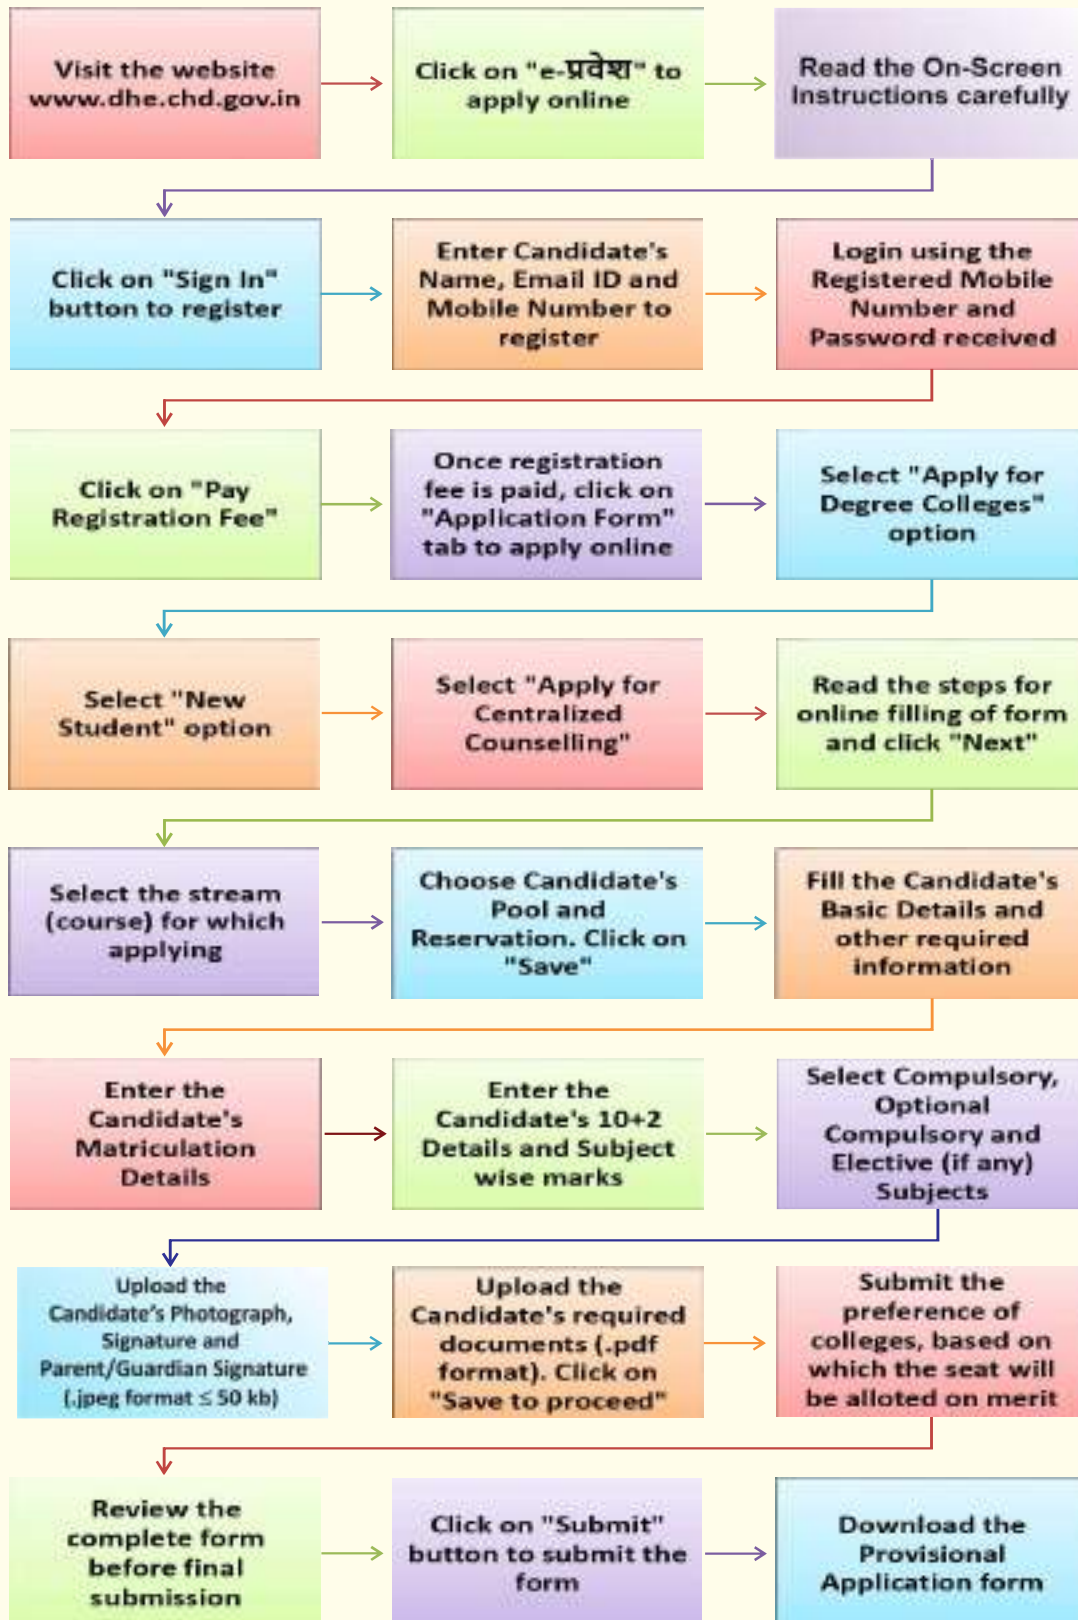 Visit the website
www.dhe.chd.gov.in
Click on "e-प्रवेश" to
apply online
Read the On-Screen
Instructions carefully
Click on "Sign In"
button to register
Enter Candidate's
Name, Email ID and
Mobile Number to
register
Login using the
Registered Mobile
Number and
Password received
Click on "Pay
Registration Fee"
Once registration
fee is paid, click on
"Application Form"
tab to apply online
Select "Apply for
Degree Colleges"
option
Select "New
Student" option
Select "Apply for
Centralized
Counselling"
Read the steps for
online filling of form
and click "Next"
Select the stream
(course) for which
applying
Choose Candidate's
Pool and
Reservation. Click on
"Save"
Fill the Candidate's
Basic Details and
other required
information
Enter the
Candidate's
Matriculation
Details
Enter the
Candidate's 10+2
Details and Subject
wise marks
Select Compulsory,
Optional
Compulsory and
Elective (if any)
Subjects
Upload the
Candidate's Photograph,
Signature and
Parent/Guardian Signature
(.jpeg format ≤ 50 kb)
Upload the
Candidate's required
documents (.pdf
format). Click on
"Save to proceed"
Submit the
preference of
colleges, based on
which the seat will
be alloted on merit
Review the
complete form
before final
submission
Click on "Submit"
button to submit the
form
Download the
Provisional
Application form